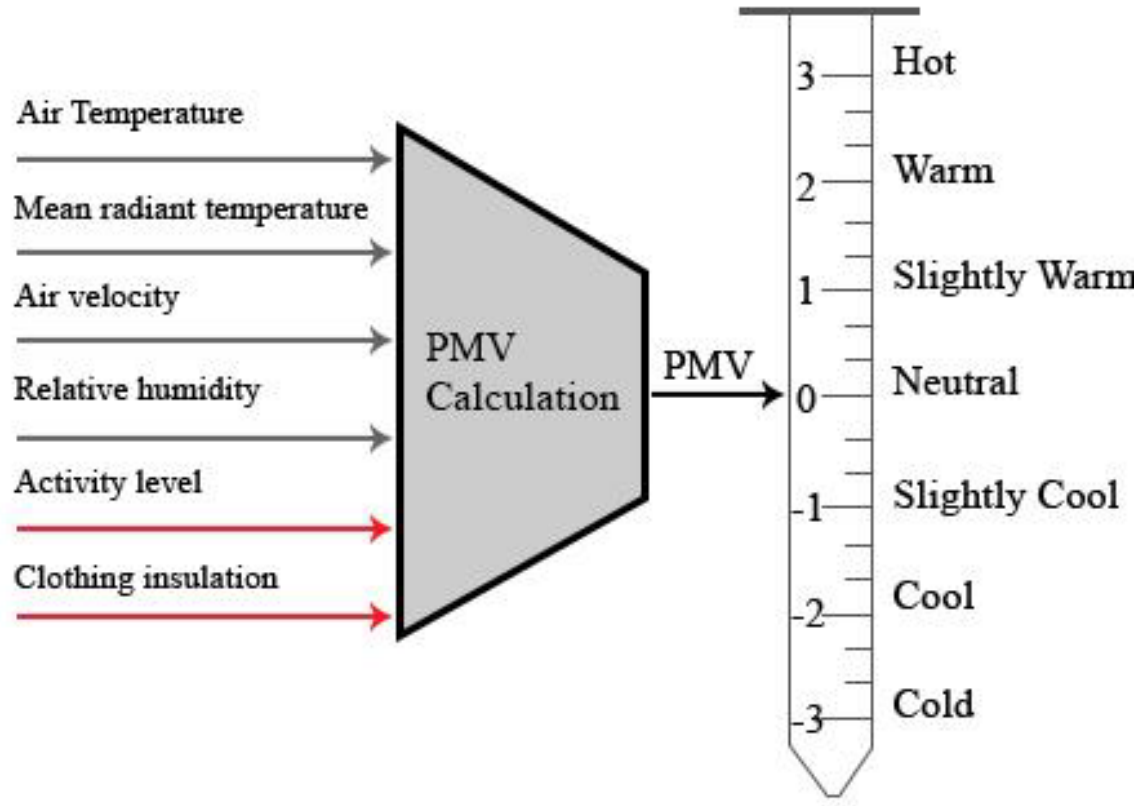 Air Temperature
Mean radiant temperature
Air velocity
Relative humidity
Activity level
Clothing insulation
PMV
Calculation
PMV
3 Hot
2 Warm
1 Slightly Warm
0 Neutral
-1 Slightly Cool
-2 Cool
-3 Cold